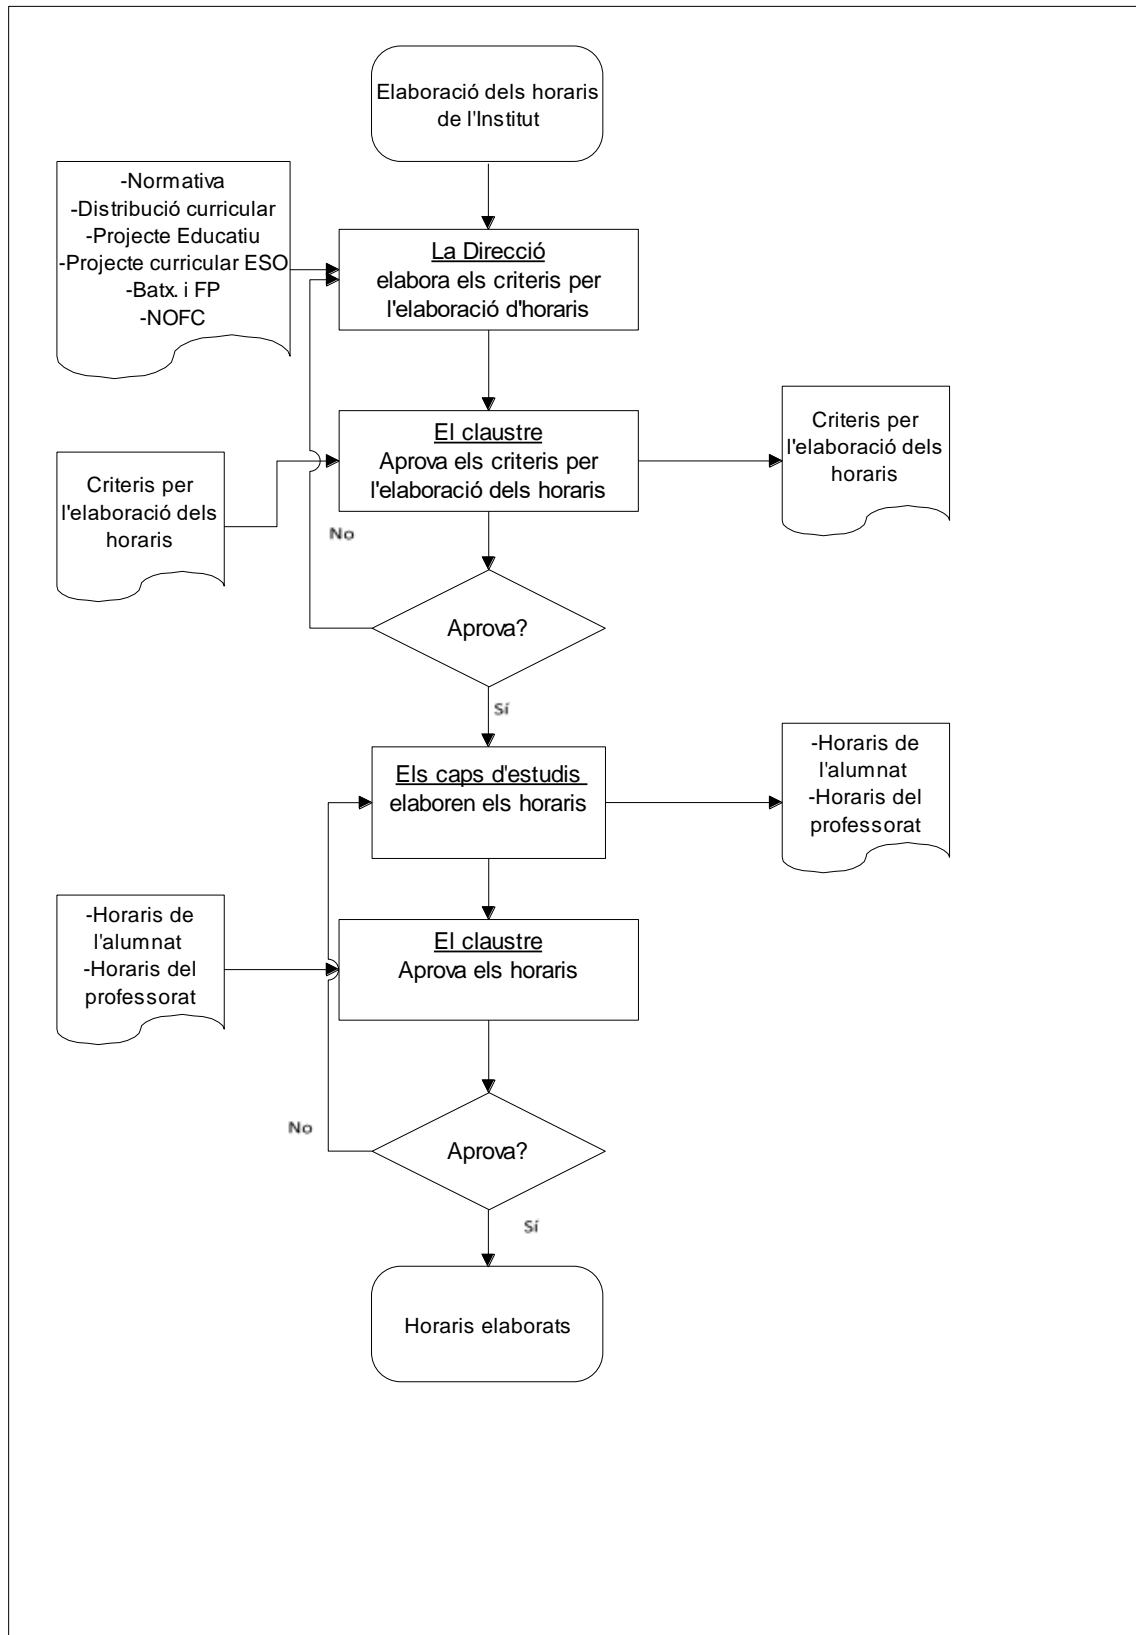 Elaboració dels horaris
de l'Institut
-Normativa
-Distribució curricular
-Projecte Educatiu
-Projecte curricular ESO
-Batx. i FP
-NOFC
La Direcció
elabora els criteris per
l'elaboració d'horaris
El claustre
Aprova els criteris per
l'elaboració dels horaris
Criteris per
l'elaboració dels
horaris
Criteris per
l'elaboració dels
horaris
No
Aprova?
Sí
Els caps d'estudis
elaboren els horaris
-Horaris de
l'alumnat
-Horaris del
professorat
-Horaris de
l'alumnat
-Horaris del
professorat
El claustre
Aprova els horaris
No
Aprova?
Sí
Horaris elaborats